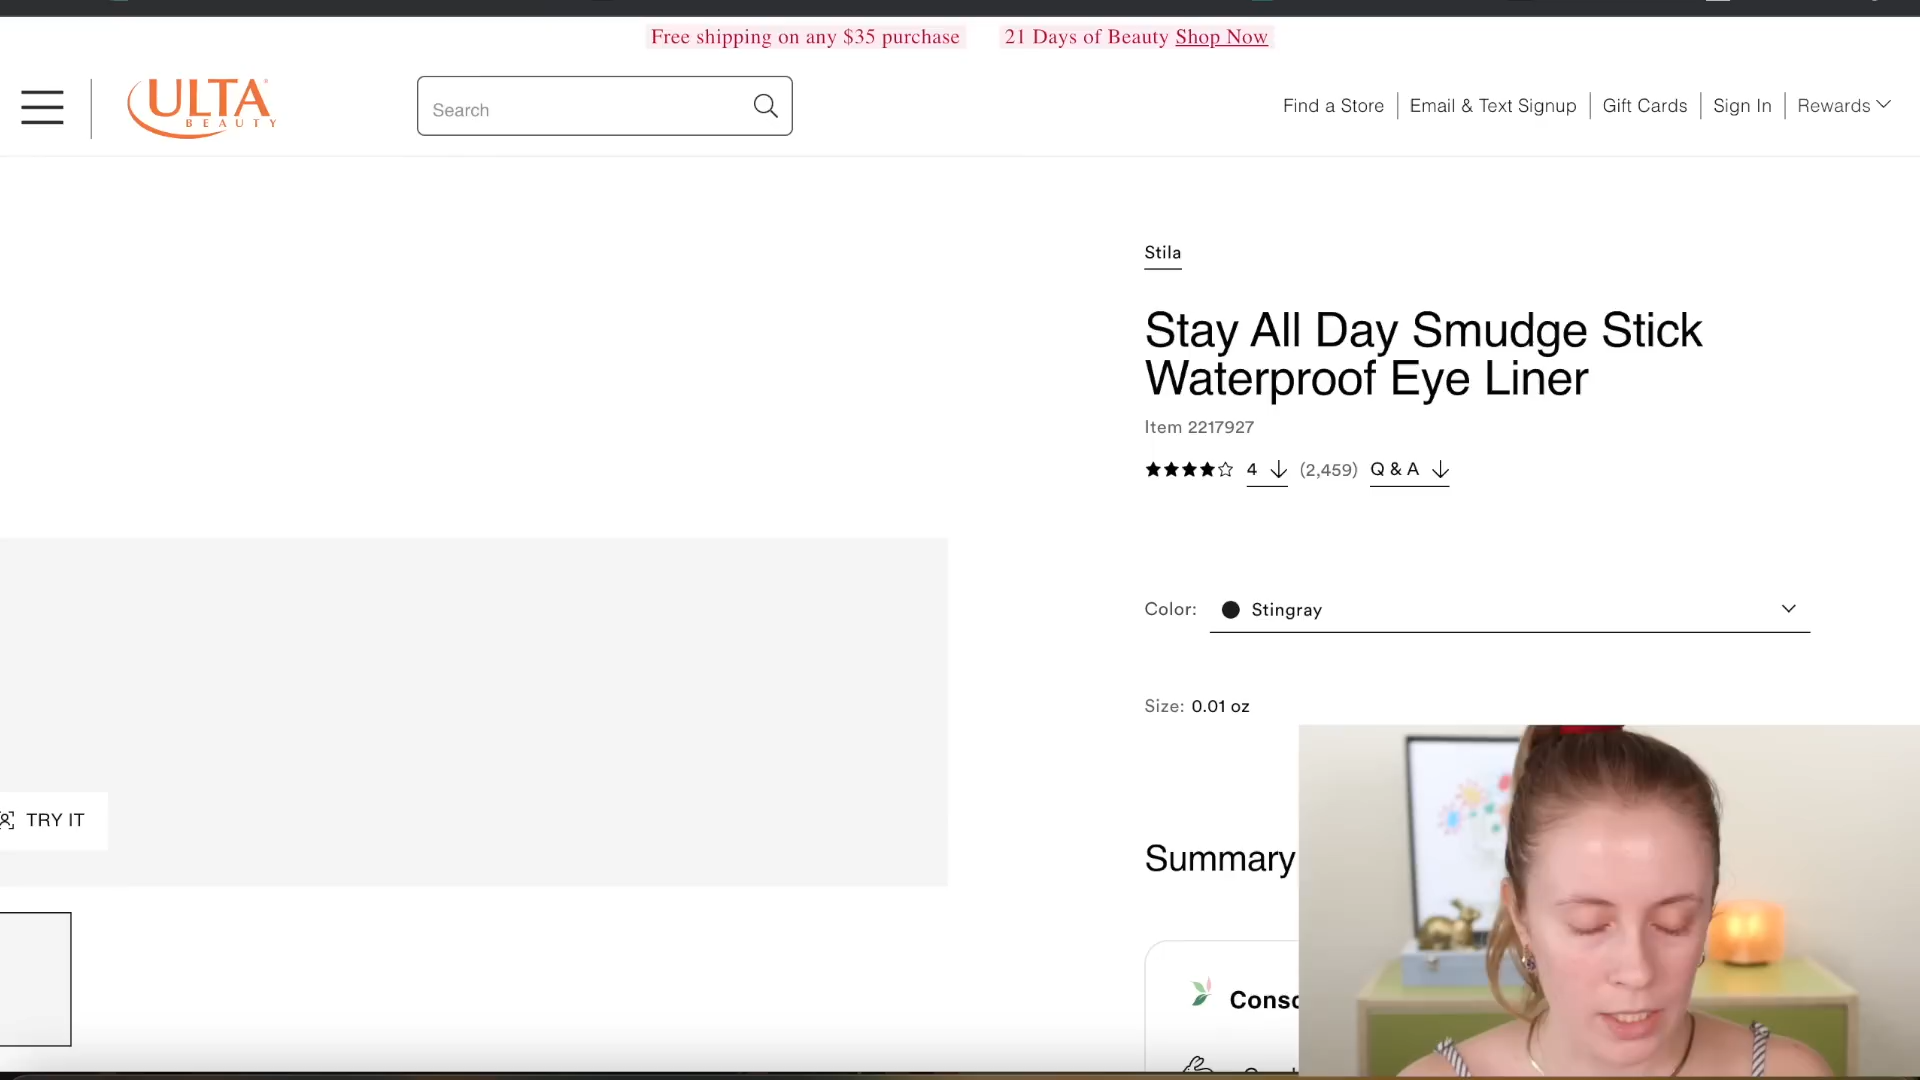 Free shipping on any $35 purchase 21 Days of Beauty Shop Now
ULTA
BEAUTY
Search
Find a Store Email & Text Signup Gift Cards Sign In Rewards
Stila
Stay All Day Smudge Stick
Waterproof Eye Liner
Item 2217927
4 (2,459) Q & A
Color: Stingray
Size: 0.01 oz
TRY IT
Summary
Consc